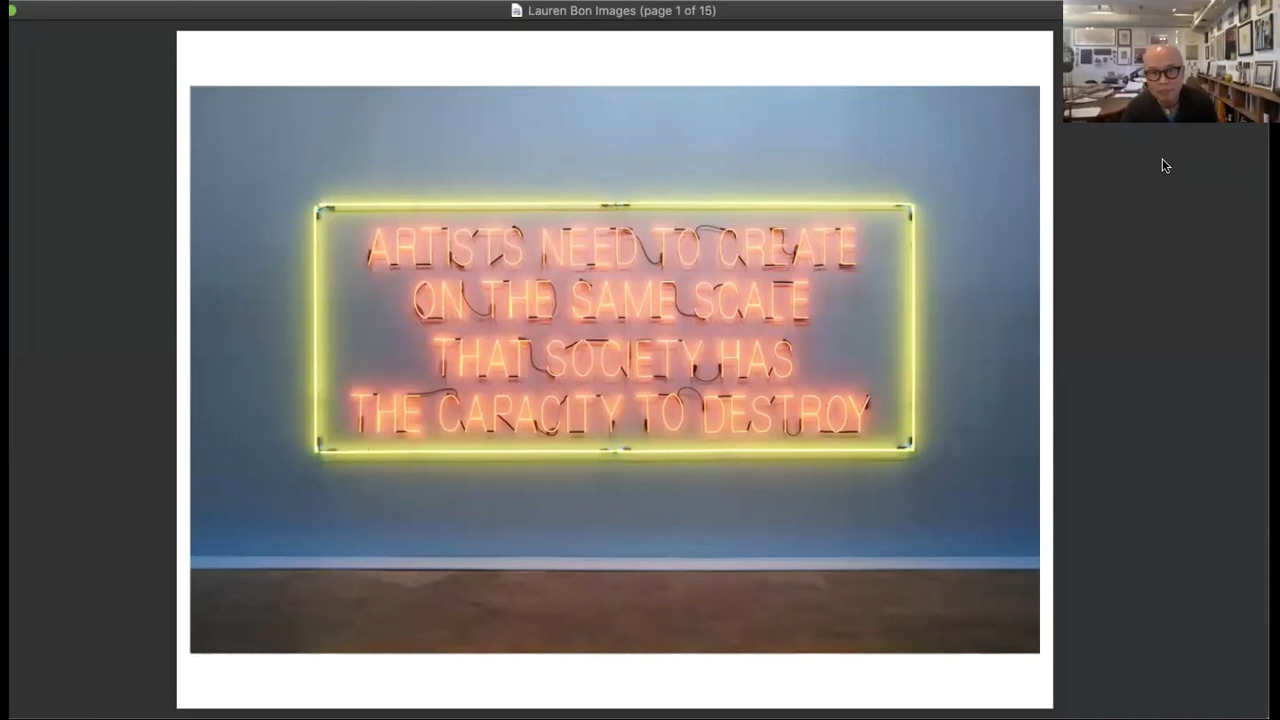 Lauren Bon Images (page 1 of 15)
ARTISTS NEED TO CREATE
ON THE SAME SCALE
THAT SOCIETY HAS
THE CAPACITY TO DESTROY